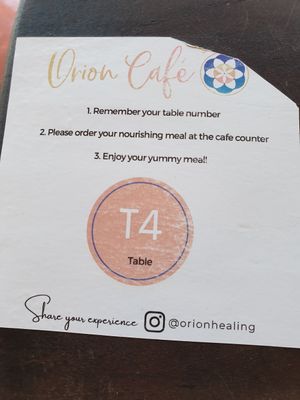 Orion Café
1. Remember your table number
2. Please order your nourishing meal at the cafe counter
3. Enjoy your yummy meal!
T4
Table
Share your experience @orionhealing